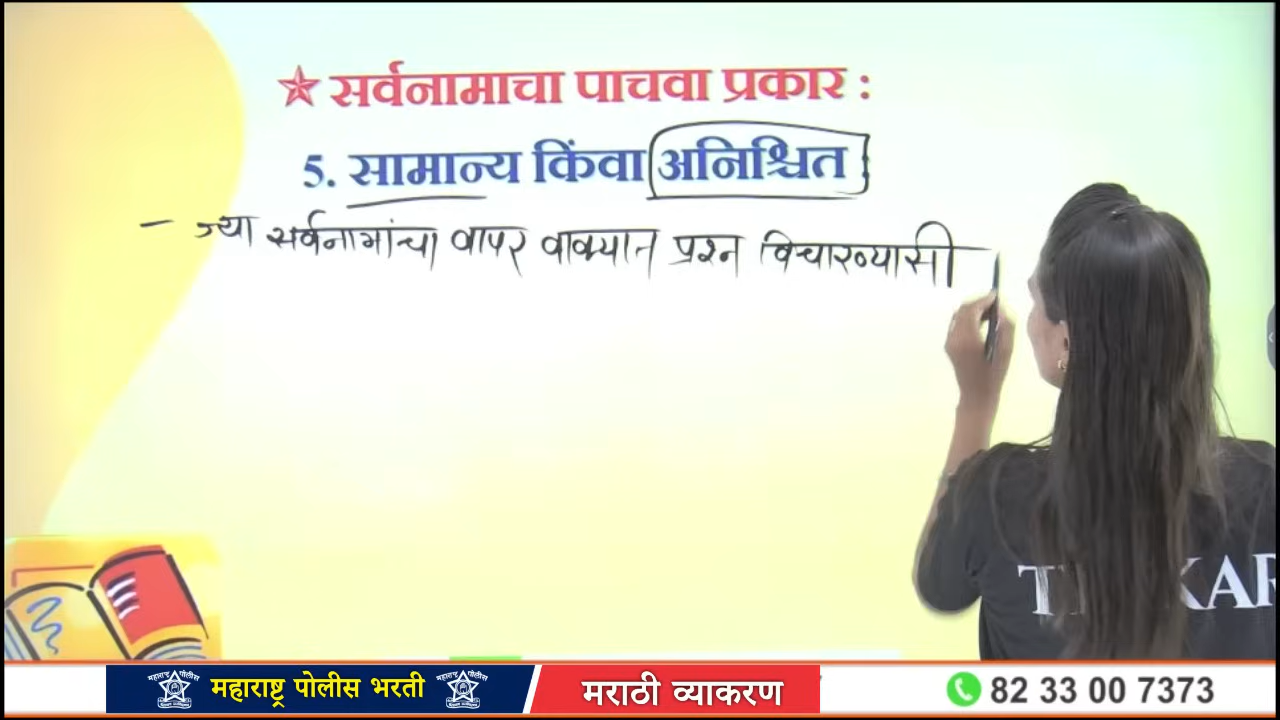 सर्वनामाचा पाचवा प्रकार :
5. सामान्य किंवा अनिश्चित
- ज्या सर्वनामांचा वापर वाक्यात प्रश्न विचारण्यासी
महाराष्ट्र पोलीस भरती
मराठी व्याकरण
82 33 00 7373